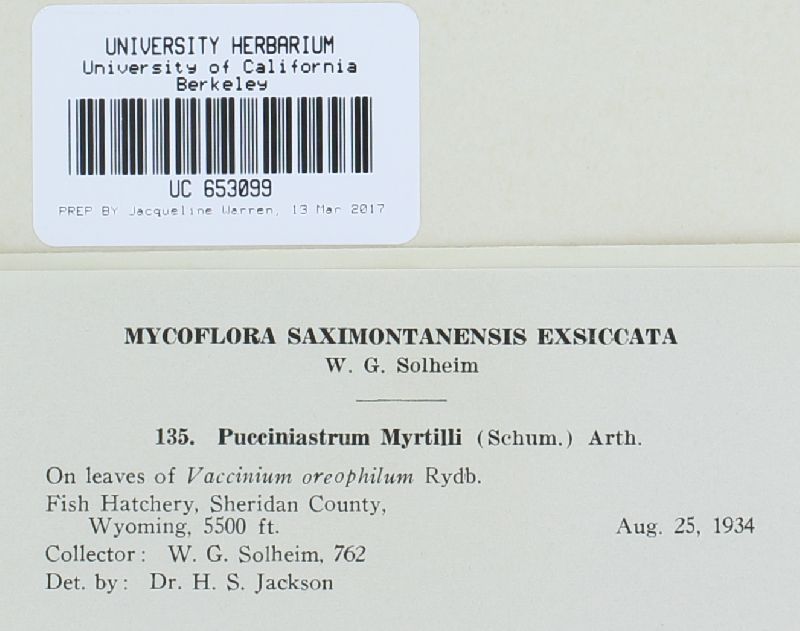 UNIVERSITY HERBARIUM
University of California
Berkeley
UC 653099
PREP BY Jacqueline Warren, 13 Mar 2017
MYCOFLORA SAXIMONTANENSIS EXSICCATA
W. G. Solheim
135. Pucciniastrum Myrtilli (Schum.) Arth.
On leaves of Vaccinium oreophilum Rydb.
Fish Hatchery, Sheridan County,
Wyoming, 5500 ft. Aug. 25, 1934
Collector: W. G. Solheim, 762
Det. by: Dr. H. S. Jackson